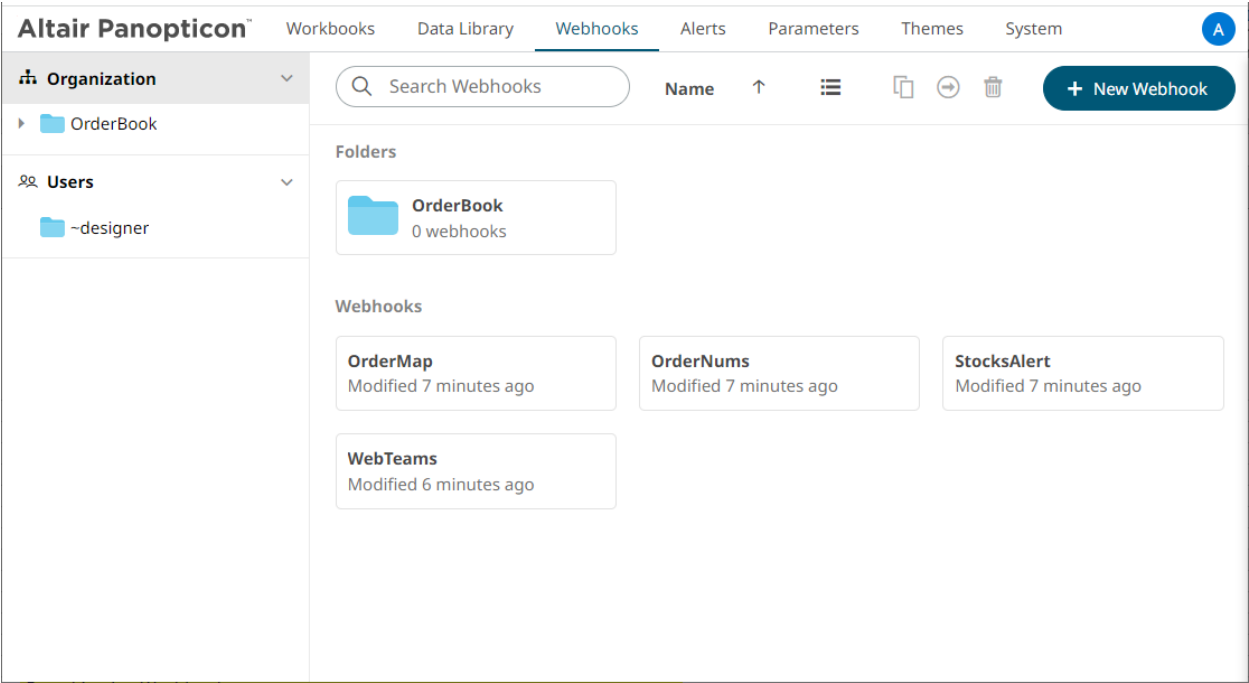 Altair Panopticon™ Workbooks Data Library Webhooks Alerts Parameters Themes System A
Organization
OrderBook
Users
~designer
Search Webhooks Name + New Webhook
Folders
OrderBook
0 webhooks
Webhooks
OrderMap
Modified 7 minutes ago
OrderNums
Modified 7 minutes ago
StocksAlert
Modified 7 minutes ago
WebTeams
Modified 6 minutes ago